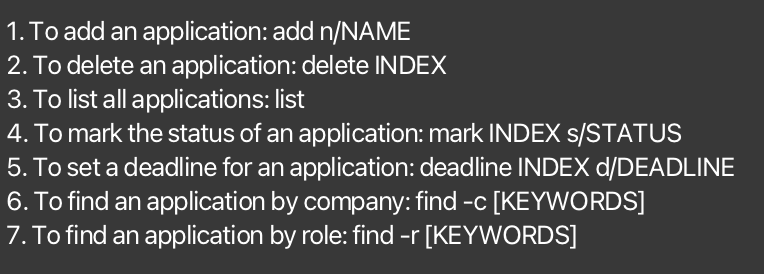 1. To add an application: add n/NAME
2. To delete an application: delete INDEX
3. To list all applications: list
4. To mark the status of an application: mark INDEX s/STATUS
5. To set a deadline for an application: deadline INDEX d/DEADLINE
6. To find an application by company: find -c [KEYWORDS]
7. To find an application by role: find -r [KEYWORDS]